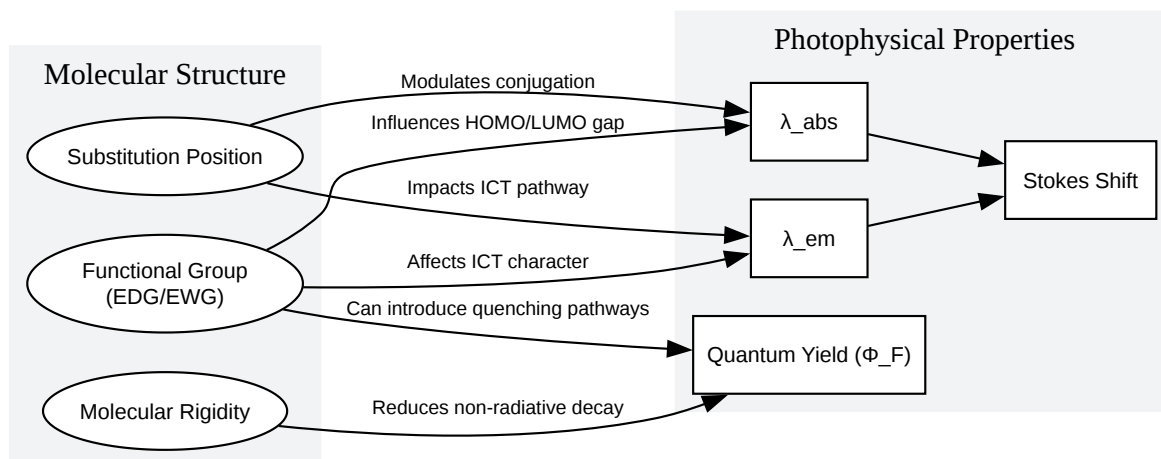 Molecular Structure
Photophysical Properties
Substitution Position
Functional Group
(EDG/EWG)
Molecular Rigidity
Modulates conjugation
Influences HOMO/LUMO gap
Impacts ICT pathway
Affects ICT character
Can introduce quenching pathways
Reduces non-radiative decay
λ_abs
λ_em
Quantum Yield (Φ_F)
Stokes Shift